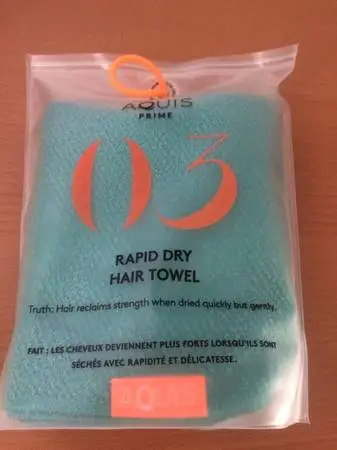 AQUIS
PRIME
03
RAPID DRY
HAIR TOWEL
Truth: Hair reclaims strength when dried quickly but gently.
FAIT : LES CHEVEUX DEVIENNENT PLUS FORTS LORSQU'ILS SONT
SÉCHÉS AVEC RAPIDITÉ ET DÉLICATESSE.
AQUIS